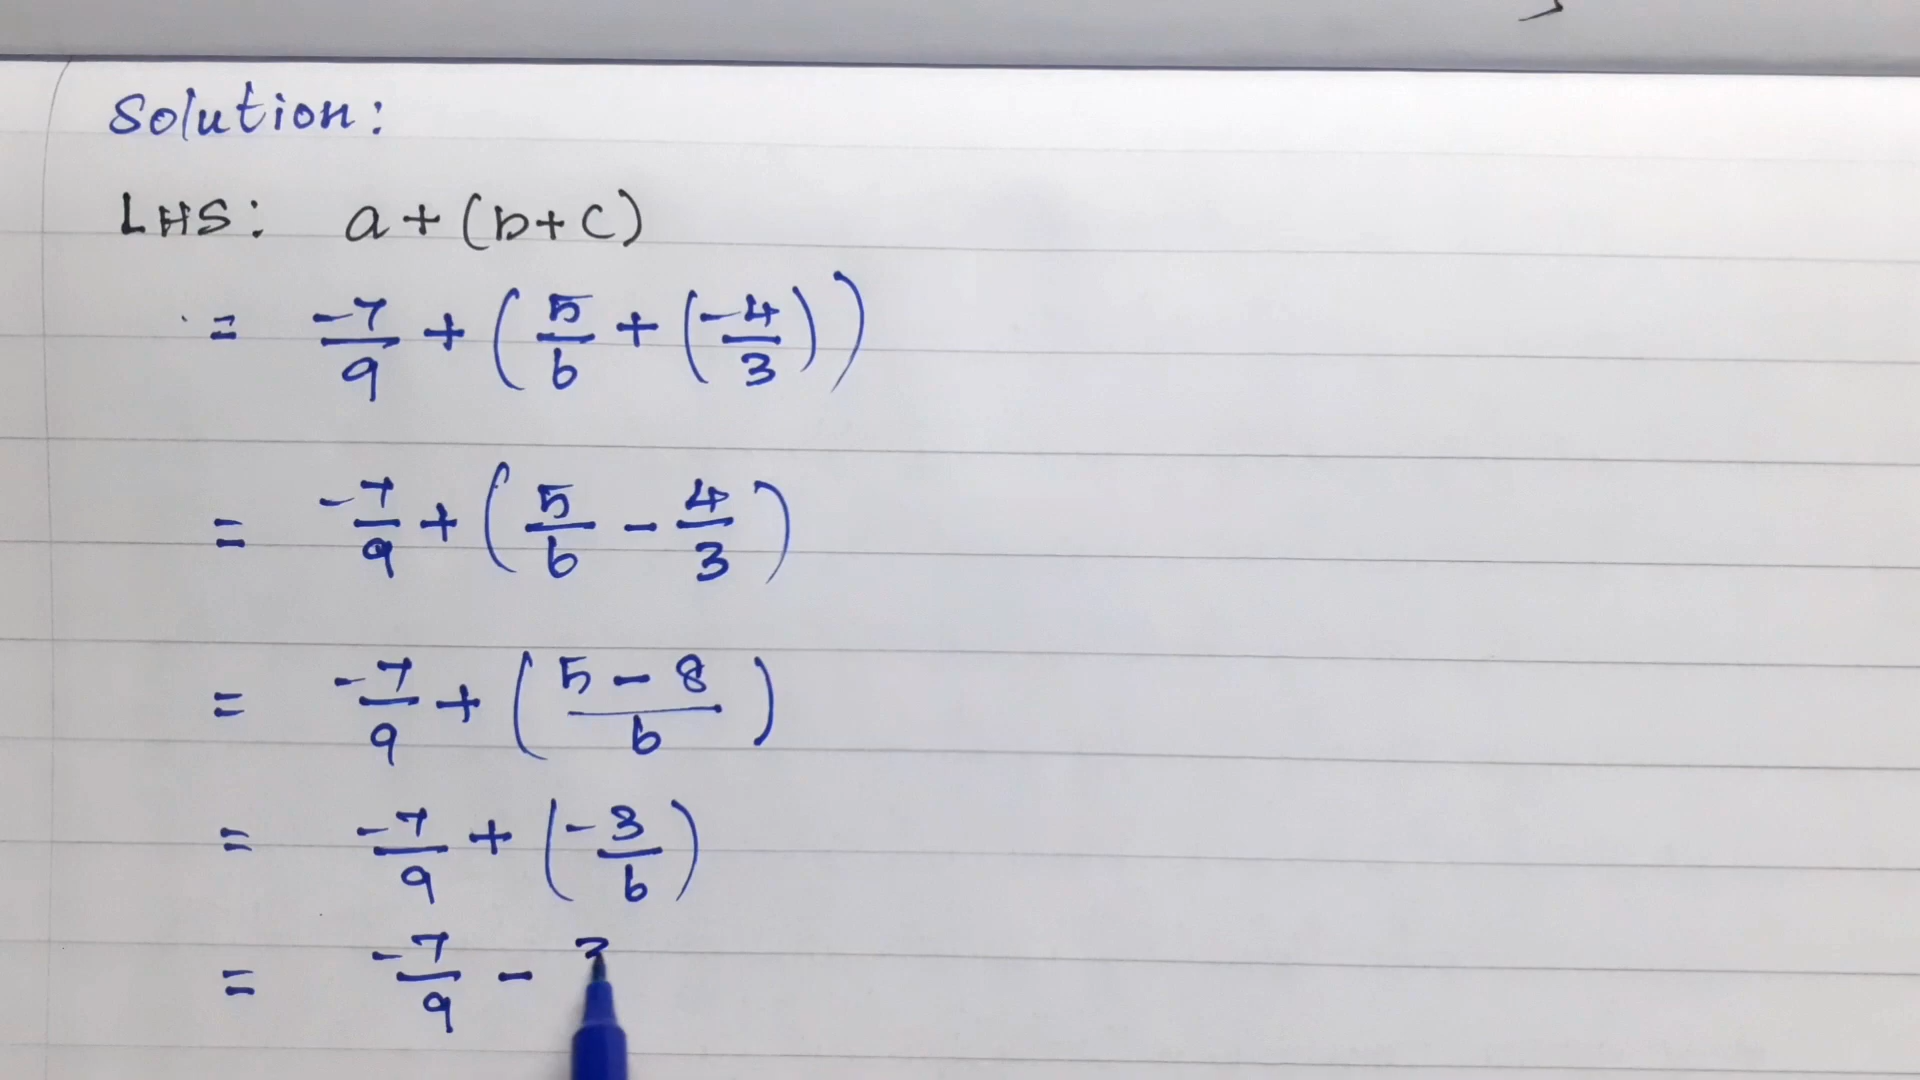 Solution:
LHS: a + (b + c)
= -7/9 + (5/6 + (-4/3))
= -7/9 + (5/6 - 4/3)
= -7/9 + (5 - 8/6)
= -7/9 + (-3/6)
= -7/9 -